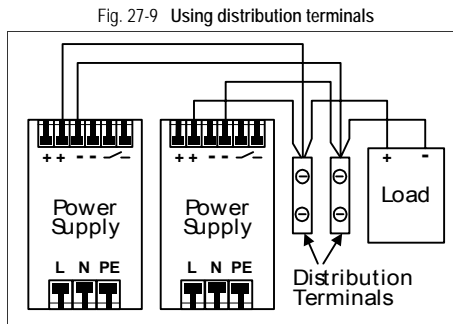 Fig. 27-9 Using distribution terminals
+ + - -
+ + - -
+ -
Power
Supply
Power
Supply
Load
L N PE
L N PE
Distribution
Terminals